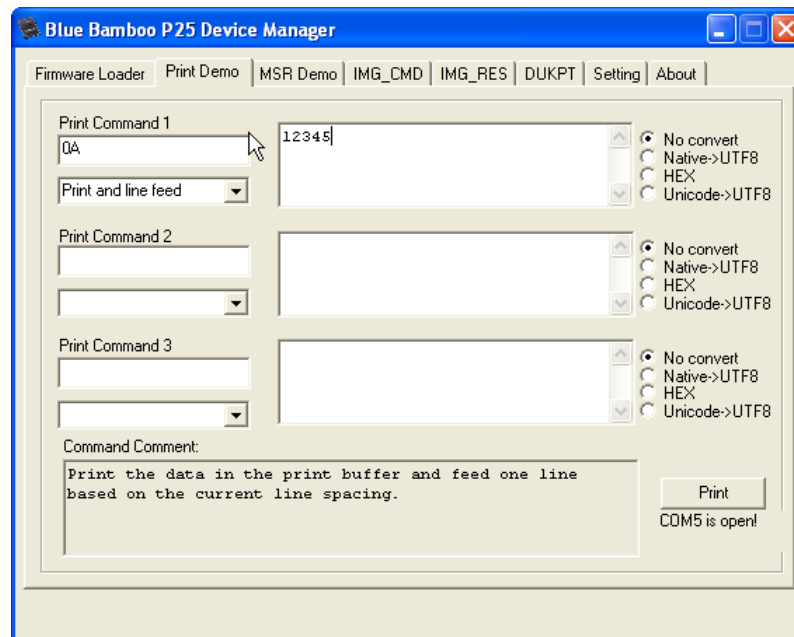 Blue Bamboo P25 Device Manager
Firmware Loader Print Demo MSR Demo IMG_CMD IMG_RES DUKPT Setting About
Print Command 1
0A
Print and line feed
12345
No convert
Native->UTF8
HEX
Unicode->UTF8
Print Command 2
No convert
Native->UTF8
HEX
Unicode->UTF8
Print Command 3
No convert
Native->UTF8
HEX
Unicode->UTF8
Command Comment:
Print the data in the print buffer and feed one line
based on the current line spacing.
Print
COM5 is open!